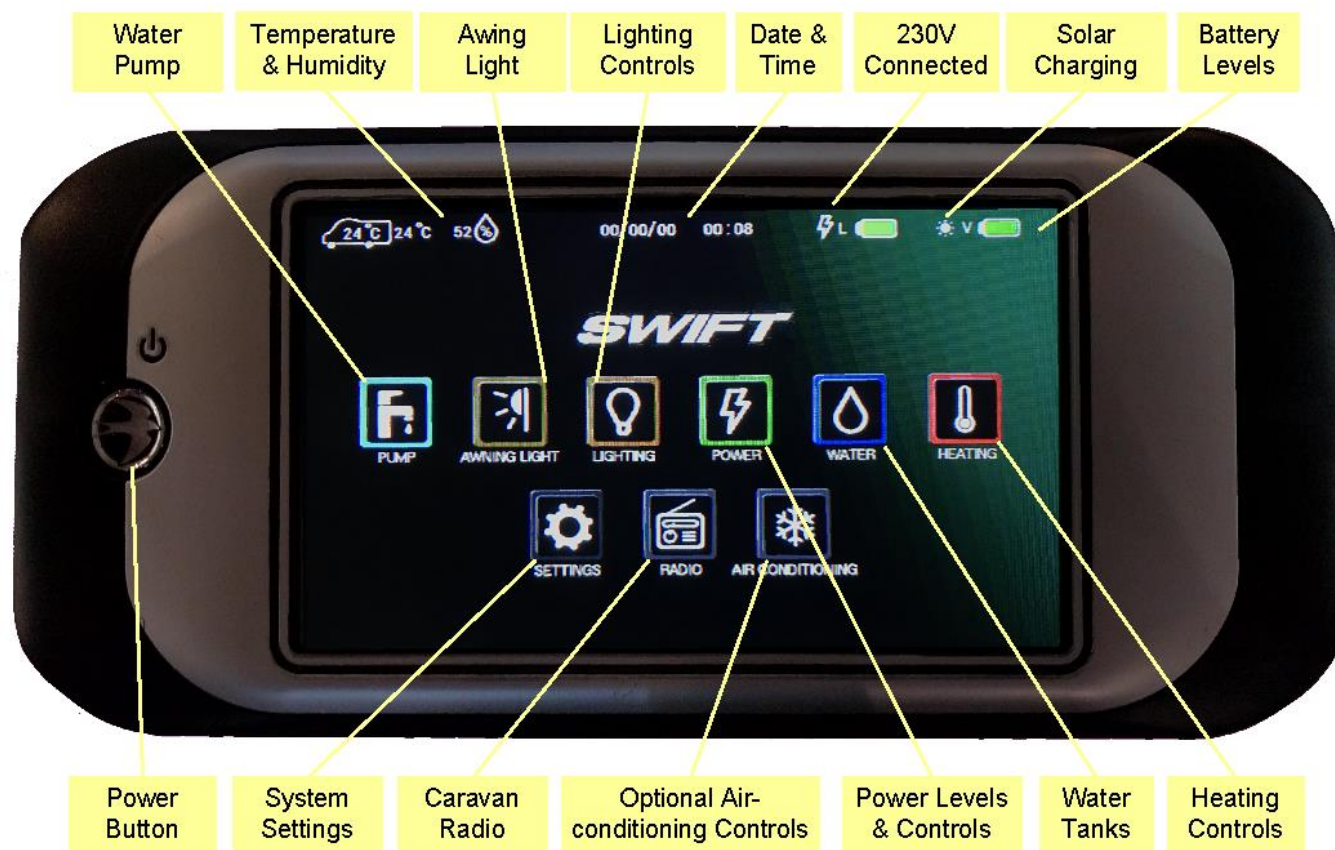 Water
Pump
Temperature
& Humidity
Awing
Light
Lighting
Controls
Date &
Time
230V
Connected
Solar
Charging
Battery
Levels
24°C 24°C 52 % 00/00/00 00:08 L V
SWIFT
PUMP AWNING LIGHT LIGHTING POWER WATER HEATING
SETTINGS RADIO AIR CONDITIONING
Power
Button
System
Settings
Caravan
Radio
Optional Air-
conditioning Controls
Power Levels
& Controls
Water
Tanks
Heating
Controls